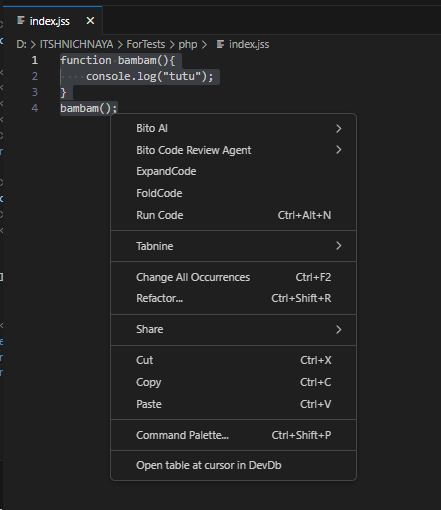 index.jss
D: > ITSHNICHNAYA > ForTests > php > index.jss
1 function bambam(){
2 console.log("tutu");
3 }
4 bambam();
Bito AI
Bito Code Review Agent
ExpandCode
FoldCode
Run Code Ctrl+Alt+N
Tabnine
Change All Occurrences Ctrl+F2
Refactor... Ctrl+Shift+R
Share
Cut Ctrl+X
Copy Ctrl+C
Paste Ctrl+V
Command Palette... Ctrl+Shift+P
Open table at cursor in DevDb